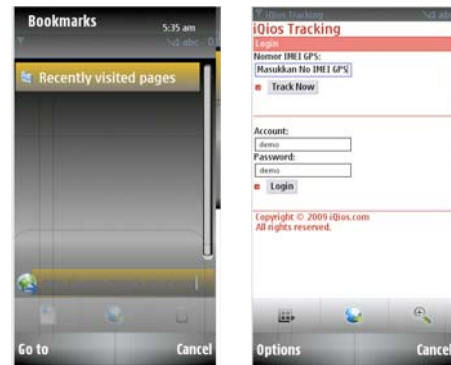 Bookmarks
5:35 am
abc
Recently visited pages
Go to
Cancel
iQios Tracking
abc
iQios Tracking
Login
Nomor IMEI GPS:
Masukkan No IMEI GPS
Track Now
Account:
demo
Password:
demo
Login
Copyright © 2009 iQios.com
All rights reserved.
Options
Cancel